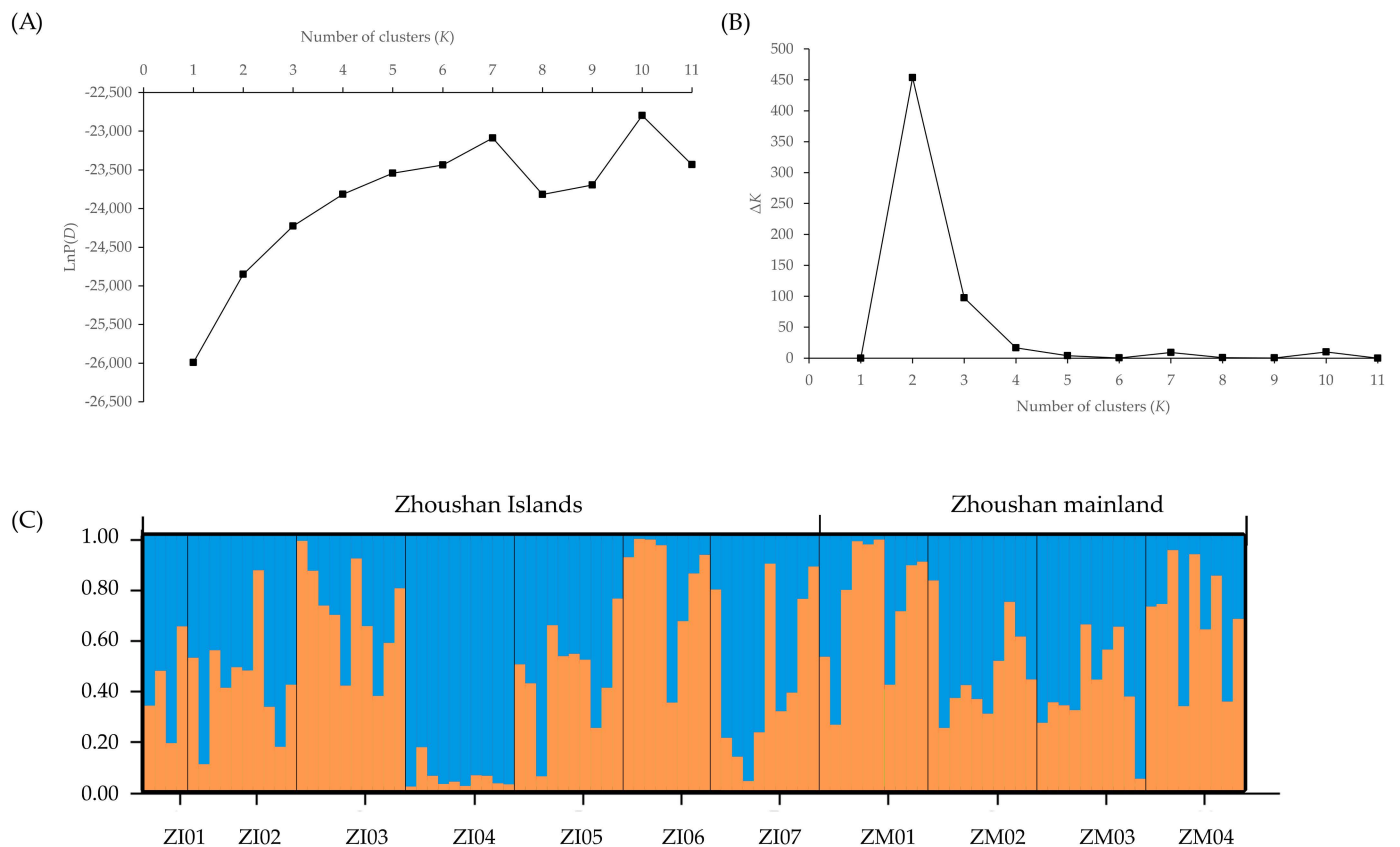 (A)
Number of clusters (K)
0 1 2 3 4 5 6 7 8 9 10 11
-22,500
-23,000
-23,500
-24,000
-24,500
-25,000
-25,500
-26,000
-26,500
LnP(D)
(B)
500
450
400
350
300
250
200
150
100
50
0
ΔK
0 1 2 3 4 5 6 7 8 9 10 11
Number of clusters (K)
(C)
Zhoushan Islands Zhoushan mainland
1.00
0.80
0.60
0.40
0.20
0.00
ZI01 ZI02 ZI03 ZI04 ZI05 ZI06 ZI07 ZM01 ZM02 ZM03 ZM04